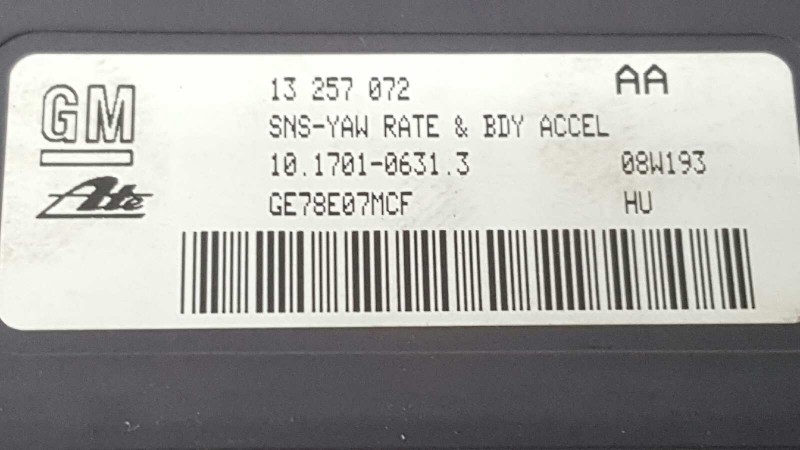 GM
Ate
13 257 072 AA
SNS-YAW RATE & BDY ACCEL
10.1701-0631.3 08W193
GE78E07MCF HU